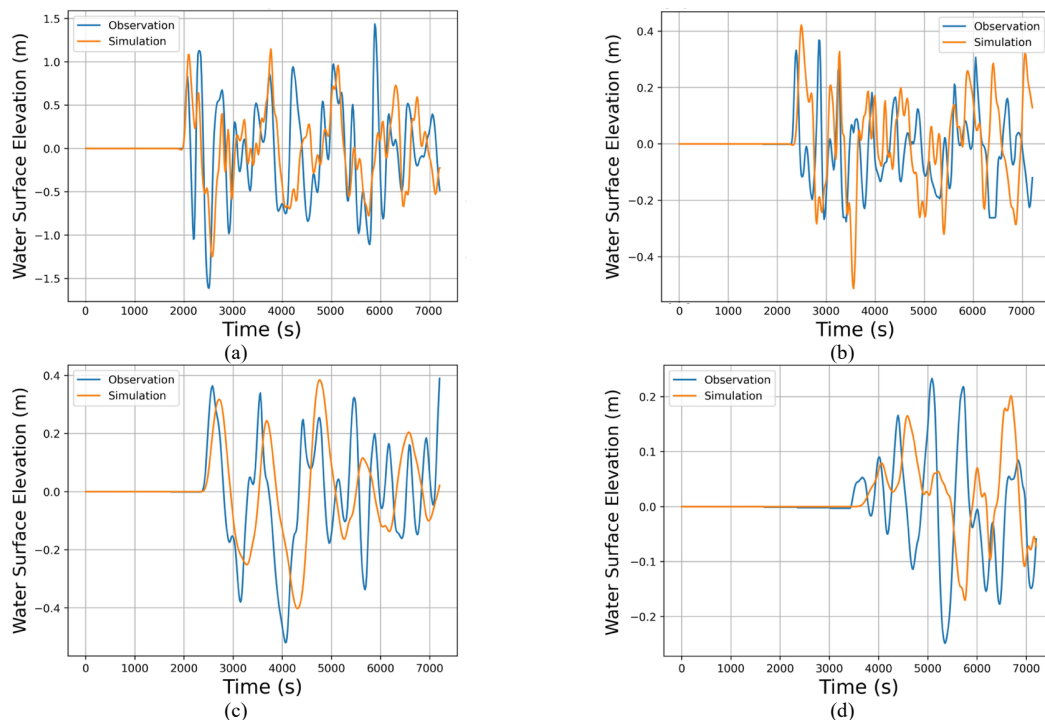 Observation
Simulation
Water Surface Elevation (m)
1.5
1.0
0.5
0.0
−0.5
−1.0
−1.5
0 1000 2000 3000 4000 5000 6000 7000
Time (s)
(a)
Observation
Simulation
Water Surface Elevation (m)
0.4
0.2
0.0
−0.2
−0.4
0 1000 2000 3000 4000 5000 6000 7000
Time (s)
(b)
Observation
Simulation
Water Surface Elevation (m)
0.4
0.2
0.0
−0.2
−0.4
0 1000 2000 3000 4000 5000 6000 7000
Time (s)
(c)
Observation
Simulation
Water Surface Elevation (m)
0.2
0.1
0.0
−0.1
−0.2
0 1000 2000 3000 4000 5000 6000 7000
Time (s)
(d)